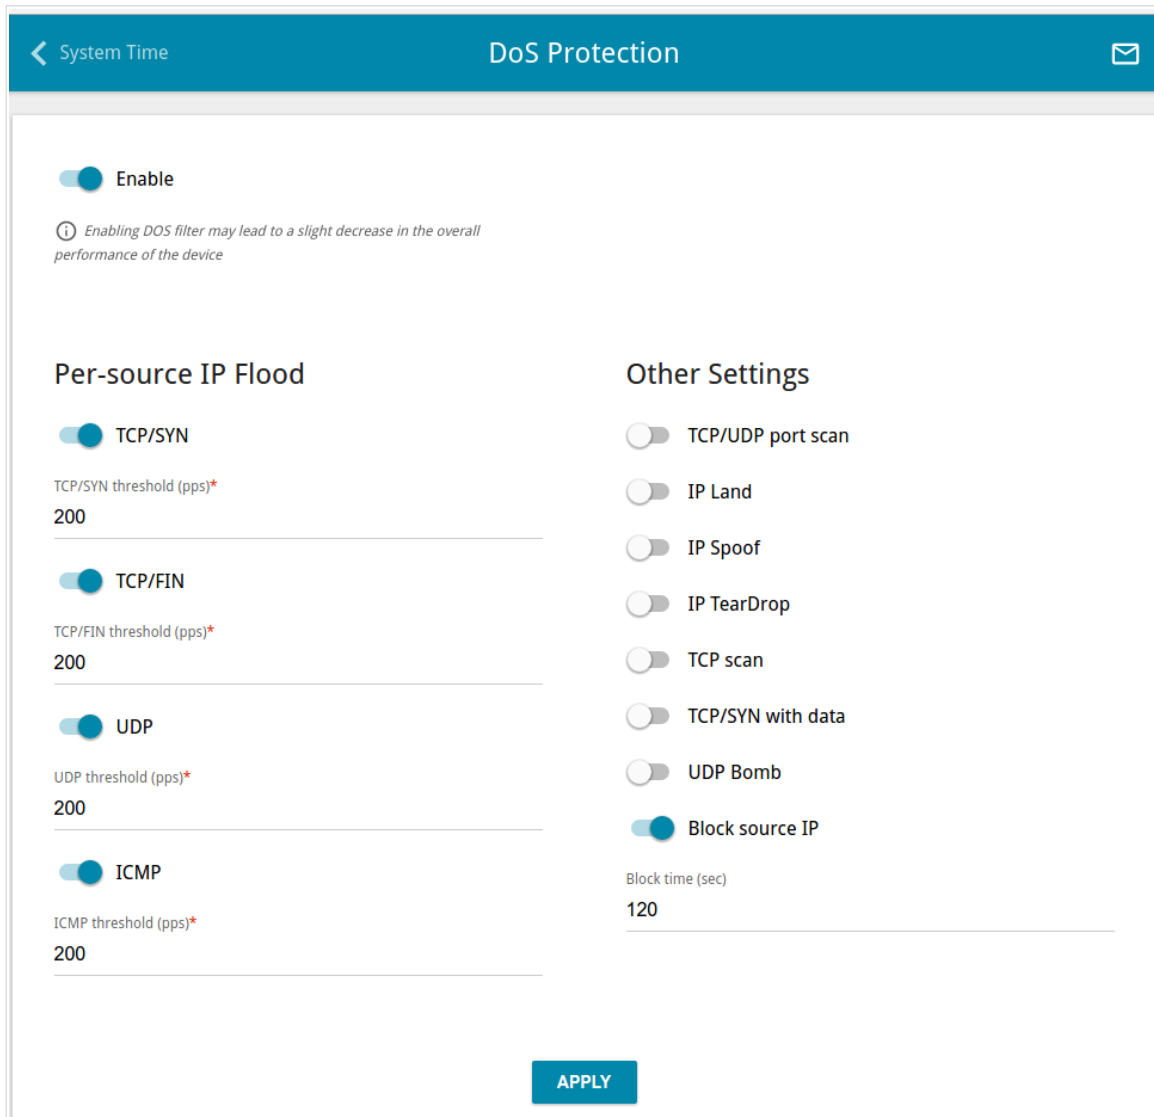 System Time
DoS Protection
Enable
Enabling DOS filter may lead to a slight decrease in the overall
performance of the device
Per-source IP Flood
TCP/SYN
TCP/SYN threshold (pps)*
200
TCP/FIN
TCP/FIN threshold (pps)*
200
UDP
UDP threshold (pps)*
200
ICMP
ICMP threshold (pps)*
200
Other Settings
TCP/UDP port scan
IP Land
IP Spoof
IP TearDrop
TCP scan
TCP/SYN with data
UDP Bomb
Block source IP
Block time (sec)
120
APPLY